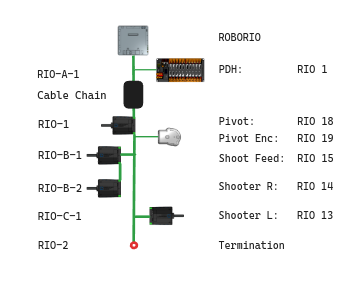 ROBORIO
PDH: RIO 1
RIO-A-1
Cable Chain
RIO-1
Pivot: RIO 18
Pivot Enc: RIO 19
RIO-B-1
Shoot Feed: RIO 15
RIO-B-2
Shooter R: RIO 14
RIO-C-1
Shooter L: RIO 13
RIO-2
Termination